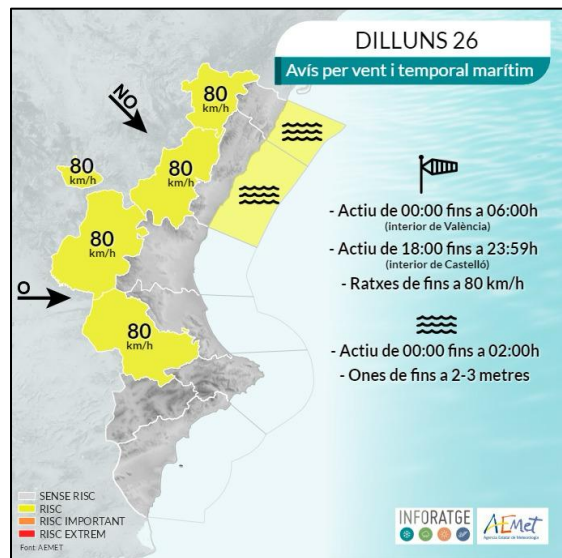 DILLUNS 26
Avís per vent i temporal marítim
NO
80
km/h
80
km/h
80
km/h
80
km/h
O
80
km/h
- Actiu de 00:00 fins a 06:00h
(interior de València)
- Actiu de 18:00 fins a 23:59h
(interior de Castelló)
- Ratxes de fins a 80 km/h
- Actiu de 00:00 fins a 02:00h
- Ones de fins a 2-3 metres
SENSE RISC
RISC
RISC IMPORTANT
RISC EXTREM
Font: AEMET
INFORATGE
AEmet
Agencia Estatal de Meteorología